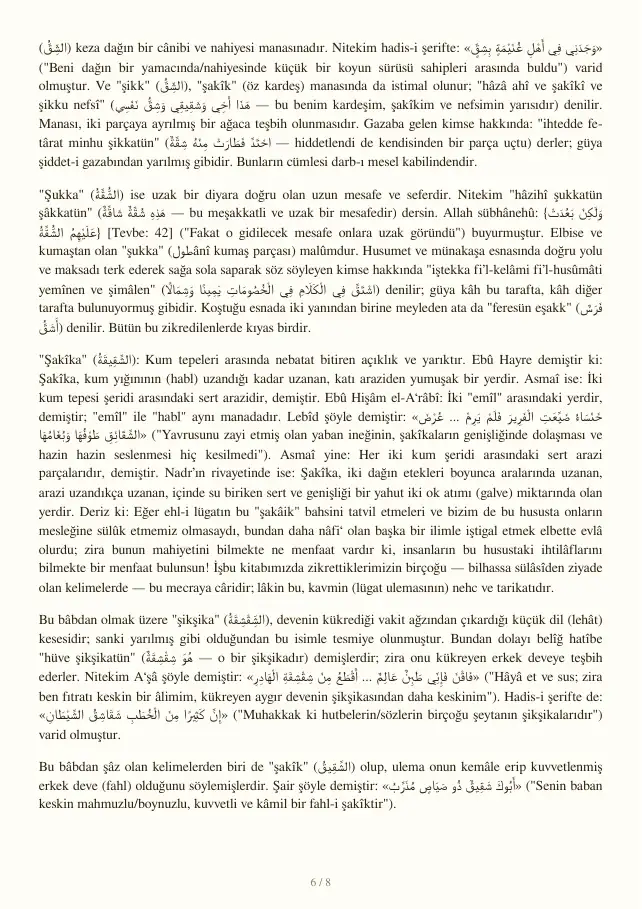 (الشِّقُّ) keza dağın bir cânibi ve nahiyesi manasınadır. Nitekim hadis-i şerifte: «وَجَدَنِي فِي أَهْلِ غُنَيْمَةٍ بِشِقٍّ»
("Beni dağın bir yamacında/nahiyesinde küçük bir koyun sürüsü sahipleri arasında buldu") varid
olmuştur. Ve "şikk" (الشِّقُّ), "şakîk" (öz kardeş) manasında da istimal olunur; "hâzâ ahî ve şakîkî ve
şikku nefsî" (هَذَا أَخِي وَشَقِيقِي وَشِقُّ نَفْسِي — bu benim kardeşim, şakîkim ve nefsimin yarısıdır) denilir.
Manası, iki parçaya ayrılmış bir ağaca teşbih olunmasıdır. Gazaba gelen kimse hakkında: "ihtedde fe-
târat minhu şikkatün" (احْتَدَّ فَطَارَتْ مِنْهُ شِقَّةٌ — hiddetlendi de kendisinden bir parça uçtu) derler; güya
şiddet-i gazabından yarılmış gibidir. Bunların cümlesi darb-ı mesel kabilindendir.
"Şukka" (الشُّقَّةُ) ise uzak bir diyara doğru olan uzun mesafe ve seferdir. Nitekim "hâzihî şukkatün
şâkkatün" (هَذِهِ شُقَّةٌ شَاقَّةٌ — bu meşakkatli ve uzak bir mesafedir) dersin. Allah sübhânehû: {وَلَكِنْ بَعُدَتْ
عَلَيْهِمُ الشُّقَّةُ} [Tevbe: 42] ("Fakat o gidilecek mesafe onlara uzak göründü") buyurmuştur. Elbise ve
kumaştan olan "şukka" (طولânî kumaş parçası) malûmdur. Husumet ve münakaşa esnasında doğru yolu
ve maksadı terk ederek sağa sola saparak söz söyleyen kimse hakkında "iştekka fi'l-kelâmi fi'l-husûmâti
yemînen ve şimâlen" (اشْتَقَّ فِي الْكَلَامِ فِي الْخُصُومَاتِ يَمِينًا وَشِمَالًا) denilir; güya kâh bu tarafta, kâh diğer
tarafta bulunuyormuş gibidir. Koştuğu esnada iki yanından birine meyleden ata da "feresün eşakk" (فَرَسٌ
أَشَقُّ) denilir. Bütün bu zikredilenlerde kıyas birdir.
"Şakîka" (الشَّقِيقَةُ): Kum tepeleri arasında nebatat bitiren açıklık ve yarıktır. Ebû Hayre demiştir ki:
Şakîka, kum yığınının (habl) uzandığı kadar uzanan, katı araziden yumuşak bir yerdir. Asmaî ise: İki
kum tepesi şeridi arasındaki sert arazidir, demiştir. Ebû Hişâm el-A‘râbî: İki "emîl" arasındaki yerdir,
demiştir; "emîl" ile "habl" aynı manadadır. Lebîd şöyle demiştir: «خَنْسَاءُ ضَيَّعَتِ الْفَرِيرَ فَلَمْ يَرِمْ ... عُرْضَ
الشَّقَائِقِ طَوْفُهَا وَبُغَامُهَا» ("Yavrusunu zayi etmiş olan yaban ineğinin, şakîkaların genişliğinde dolaşması ve
hazin hazin seslenmesi hiç kesilmedi"). Asmaî yine: Her iki kum şeridi arasındaki sert arazi
parçalarıdır, demiştir. Nadr'ın rivayetinde ise: Şakîka, iki dağın etekleri boyunca aralarında uzanan,
arazi uzandıkça uzanan, içinde su biriken sert ve genişliği bir yahut iki ok atımı (galve) miktarında olan
yerdir. Deriz ki: Eğer ehl-i lügatın bu "şakâik" bahsini tatvil etmeleri ve bizim de bu hususta onların
mesleğine sülûk etmemiz olmasaydı, bundan daha nâfi‘ olan başka bir ilimle iştigal etmek elbette evlâ
olurdu; zira bunun mahiyetini bilmekte ne menfaat vardır ki, insanların bu husustaki ihtilâflarını
bilmekte bir menfaat bulunsun! İşbu kitabımızda zikrettiklerimizin birçoğu — bilhassa sülâsîden ziyade
olan kelimelerde — bu mecraya câridir; lâkin bu, kavmin (lügat ulemasının) nehc ve tarikatıdır.
Bu bâbdan olmak üzere "şikşika" (الشِّقْشِقَةُ), devenin kükrediği vakit ağzından çıkardığı küçük dil (lehât)
kesesidir; sanki yarılmış gibi olduğundan bu isimle tesmiye olunmuştur. Bundan dolayı belîğ hatîbe
"hüve şikşikatün" (هُوَ شِقْشِقَةٌ — o bir şikşikadır) demişlerdir; zira onu kükreyen erkek deveye teşbih
ederler. Nitekim A‘şâ şöyle demiştir: «فَاقْنَ فَإِنِّي طَبِنٌ عَالِمٌ ... أَقْطَعُ مِنْ شِقْشِقَةِ الْهَادِرِ» ("Hâyâ et ve sus; zira
ben fıtratı keskin bir âlimim, kükreyen aygır devenin şikşikasından daha keskinim"). Hadis-i şerifte de:
«إِنَّ كَثِيرًا مِنَ الْخُطَبِ شَقَاشِقُ الشَّيْطَانِ» ("Muhakkak ki hutbelerin/sözlerin birçoğu şeytanın şikşikalarıdır")
varid olmuştur.
Bu bâbdan şâz olan kelimelerden biri de "şakîk" (الشَّقِيقُ) olup, ulema onun kemâle erip kuvvetlenmiş
erkek deve (fahl) olduğunu söylemişlerdir. Şair şöyle demiştir: «أَبُوكَ شَقِيقٌ ذُو صَيَاصٍ مُذَرَّبُ» ("Senin baban
keskin mahmuzlu/boynuzlu, kuvvetli ve kâmil bir fahl-i şakîktir").
6 / 8